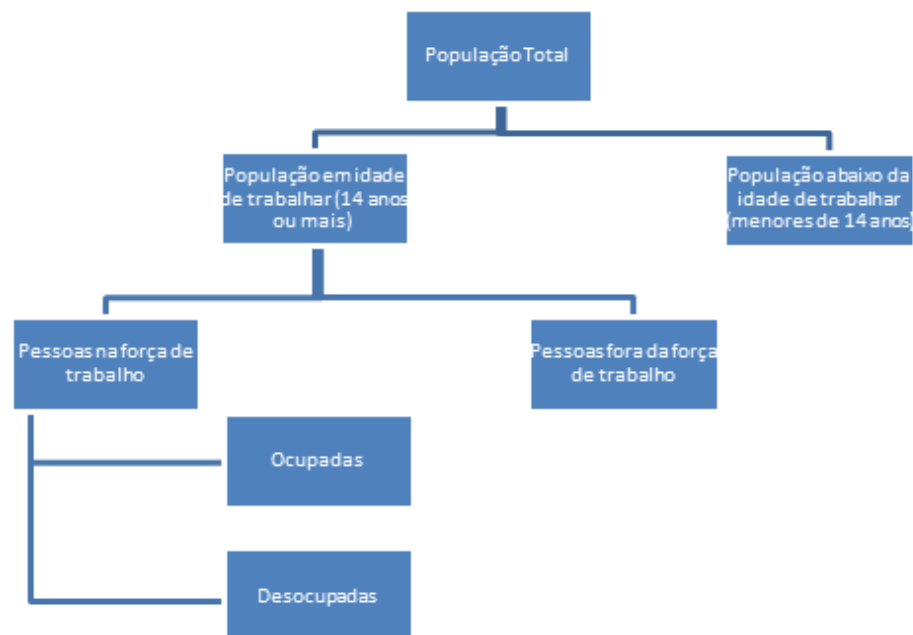 População Total
População em idade
de trabalhar (14 anos
ou mais)
População abaixo da
idade de trabalhar
(menores de 14 anos)
Pessoas na força de
trabalho
Pessoas fora da força
de trabalho
Ocupadas
Desocupadas